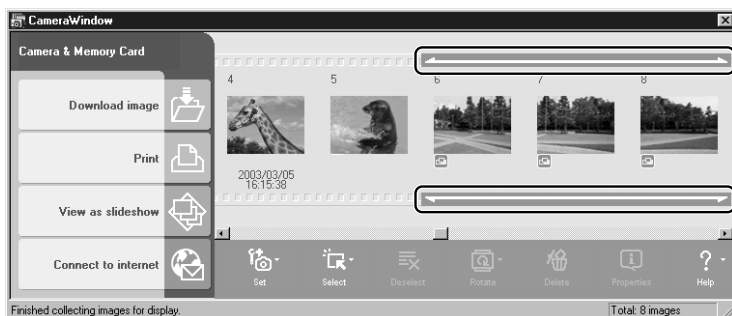 CameraWindow
Camera & Memory Card
Download image
Print
View as slideshow
Connect to internet
4 5 6 7 8
2003/03/05
16:15:38
Set Select Deselect Rotate Delete Properties Help
Finished collecting images for display. Total: 8 images